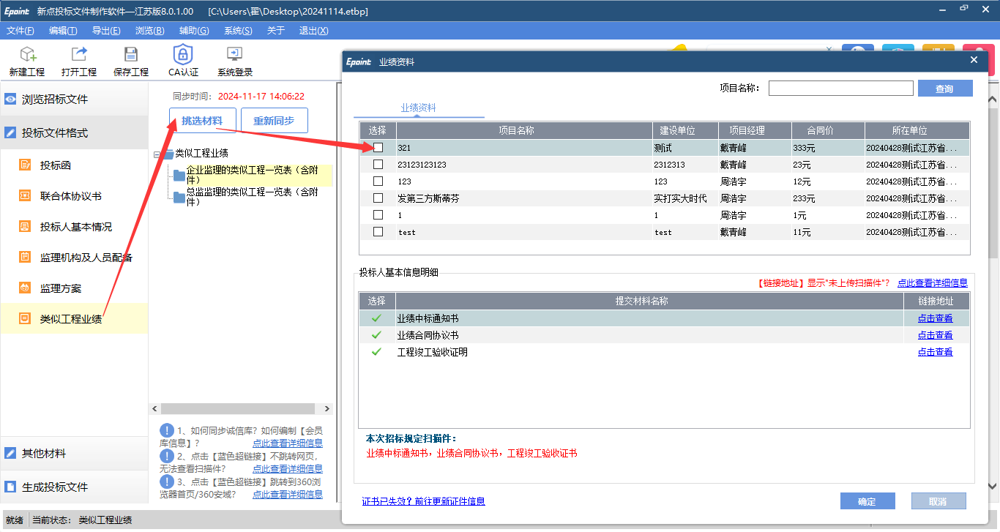 Epoint 新点投标文件制作软件—江苏版8.0.1.00 [C:\Users\翟\Desktop\20241114.etbp]
文件(F) 编辑(T) 导出(E) 浏览(B) 辅助(G) 系统(S) 关于 退出(X)
新建工程 打开工程 保存工程 CA认证 系统登录
浏览招标文件
投标文件格式
投标函
联合体协议书
投标人基本情况
监理机构及人员配备
监理方案
类似工程业绩
其他材料
生成投标文件
同步时间: 2024-11-17 14:06:22
挑选材料 重新同步
类似工程业绩
企业监理的类似工程一览表（含附
件）
总监监理的类似工程一览表（含附
件）
1、如何同步诚信库？如何编制【会员
库信息】？ 点此查看详细信息
2、点击【蓝色超链接】不跳转网页，
无法查看扫描件？ 点此查看详细信息
3、点击【蓝色超链接】跳转到360浏
览器首页/360安域？ 点此查看详细信息
Epoint 业绩资料
项目名称: 查询
业绩资料
选择 项目名称 建设单位 项目经理 合同价 所在单位
321 测试 戴青峰 333元 20240428测试江苏省...
23123123123 2312313 戴青峰 23元 20240428测试江苏省...
123 123 周浩宇 12元 20240428测试江苏省...
发第三方斯蒂芬 实打实大时代 周浩宇 233元 20240428测试江苏省...
1 1 周浩宇 1元 20240428测试江苏省...
test test 戴青峰 11元 20240428测试江苏省...
投标人基本信息明细
【链接地址】显示"未上传扫描件"？ 点此查看详细信息
选择 提交材料名称 链接地址
业绩中标通知书 点击查看
业绩合同协议书 点击查看
工程竣工验收证明 点击查看
本次招标规定扫描件:
业绩中标通知书，业绩合同协议书，工程竣工验收证书
证书已失效？前往更新证件信息
确定 取消
就绪 当前状态: 类似工程业绩